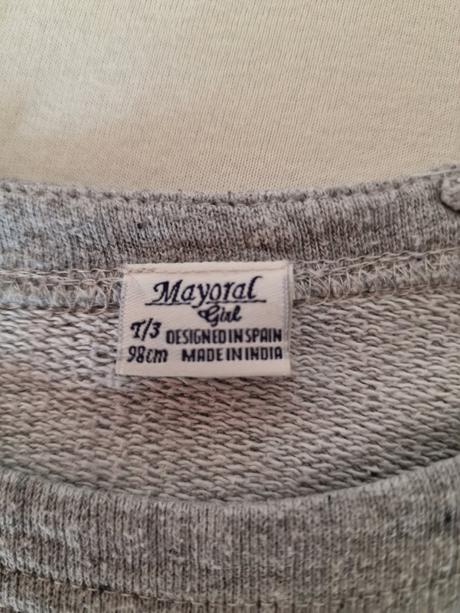 Mayoral
Girl
T/3 DESIGNED IN SPAIN
98cm MADE IN INDIA